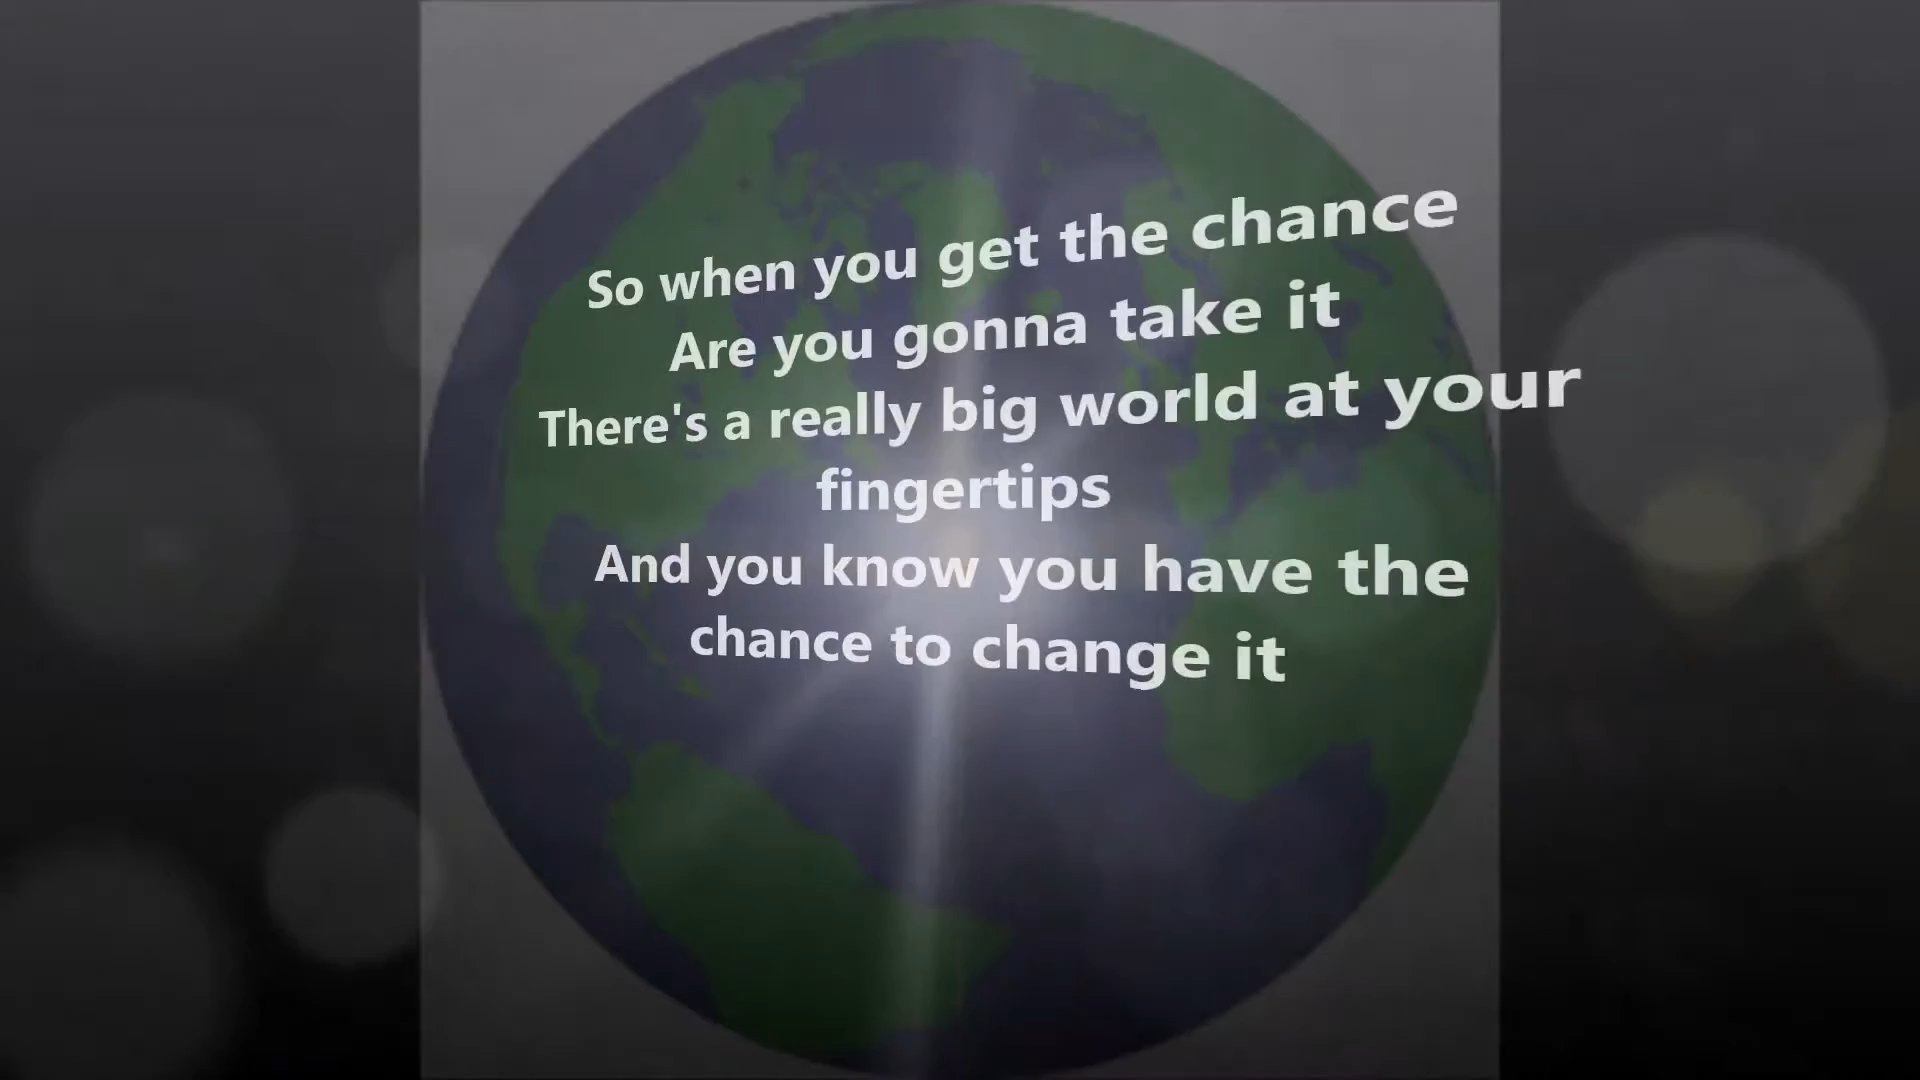 So when you get the chance
Are you gonna take it
There's a really big world at your
fingertips
And you know you have the
chance to change it